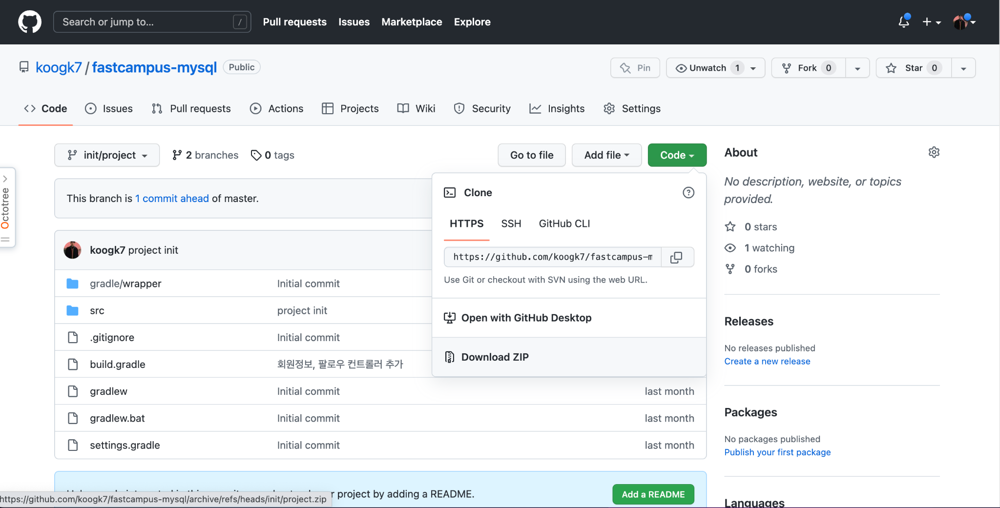 Search or jump to... /
Pull requests Issues Marketplace Explore
koogk7 / fastcampus-mysql Public
Pin Unwatch 1 Fork 0 Star 0
Code Issues Pull requests Actions Projects Wiki Security Insights Settings
init/project 2 branches 0 tags
Go to file Add file Code
This branch is 1 commit ahead of master.
koogk7 project init
gradle/wrapper Initial commit
src project init
.gitignore Initial commit
build.gradle 회원정보, 팔로우 컨트롤러 추가
gradlew Initial commit last month
gradlew.bat Initial commit last month
settings.gradle Initial commit last month
Clone
HTTPS SSH GitHub CLI
https://github.com/koogk7/fastcampus-m
Use Git or checkout with SVN using the web URL.
Open with GitHub Desktop
Download ZIP
project by adding a README.
Add a README
https://github.com/koogk7/fastcampus-mysql/archive/refs/heads/init/project.zip
Octotree
About
No description, website, or topics
provided.
0 stars
1 watching
0 forks
Releases
No releases published
Create a new release
Packages
No packages published
Publish your first package
Languages